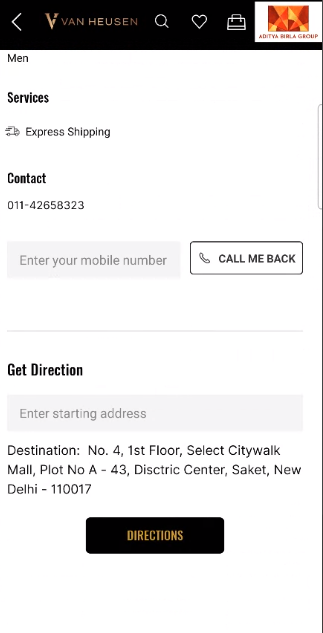 VAN HEUSEN
ADITYA BIRLA GROUP
Men
Services
Express Shipping
Contact
011-42658323
Enter your mobile number
CALL ME BACK
Get Direction
Enter starting address
Destination: No. 4, 1st Floor, Select Citywalk
Mall, Plot No A - 43, Disctric Center, Saket, New
Delhi - 110017
DIRECTIONS